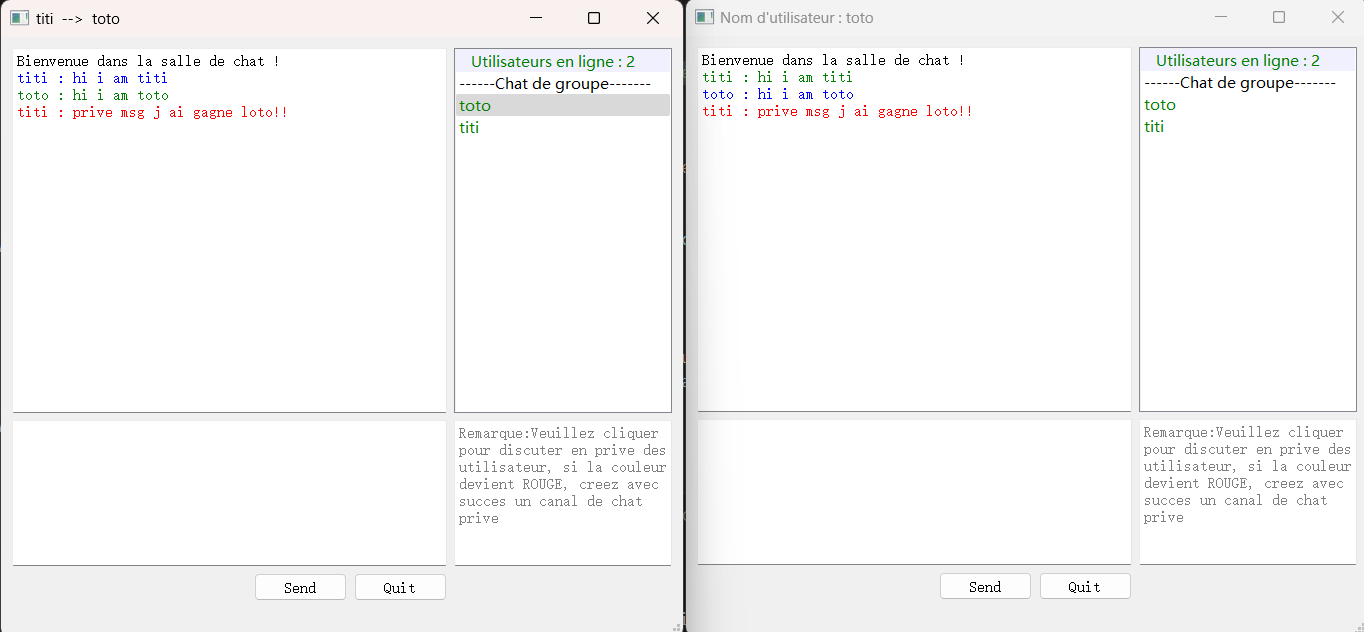 titi --> toto
Bienvenue dans la salle de chat !
titi : hi i am titi
toto : hi i am toto
titi : prive msg j ai gagne loto!!
Utilisateurs en ligne : 2
------Chat de groupe-------
toto
titi
Remarque:Veuillez cliquer
pour discuter en prive des
utilisateur, si la couleur
devient ROUGE, creez avec
succes un canal de chat
prive
Send
Quit
Nom d'utilisateur : toto
Bienvenue dans la salle de chat !
titi : hi i am titi
toto : hi i am toto
titi : prive msg j ai gagne loto!!
Utilisateurs en ligne : 2
------Chat de groupe-------
toto
titi
Remarque:Veuillez cliquer
pour discuter en prive des
utilisateur, si la couleur
devient ROUGE, creez avec
succes un canal de chat
prive
Send
Quit